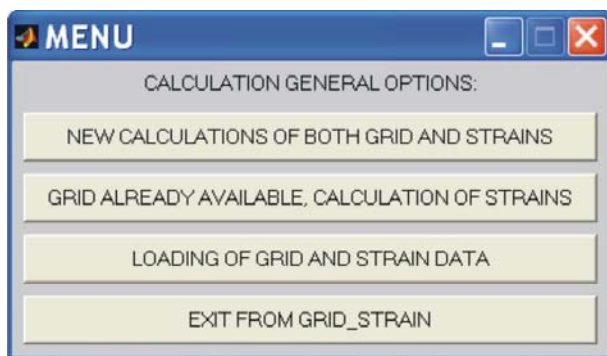 MENU
CALCULATION GENERAL OPTIONS:
NEW CALCULATIONS OF BOTH GRID AND STRAINS
GRID ALREADY AVAILABLE, CALCULATION OF STRAINS
LOADING OF GRID AND STRAIN DATA
EXIT FROM GRID_STRAIN